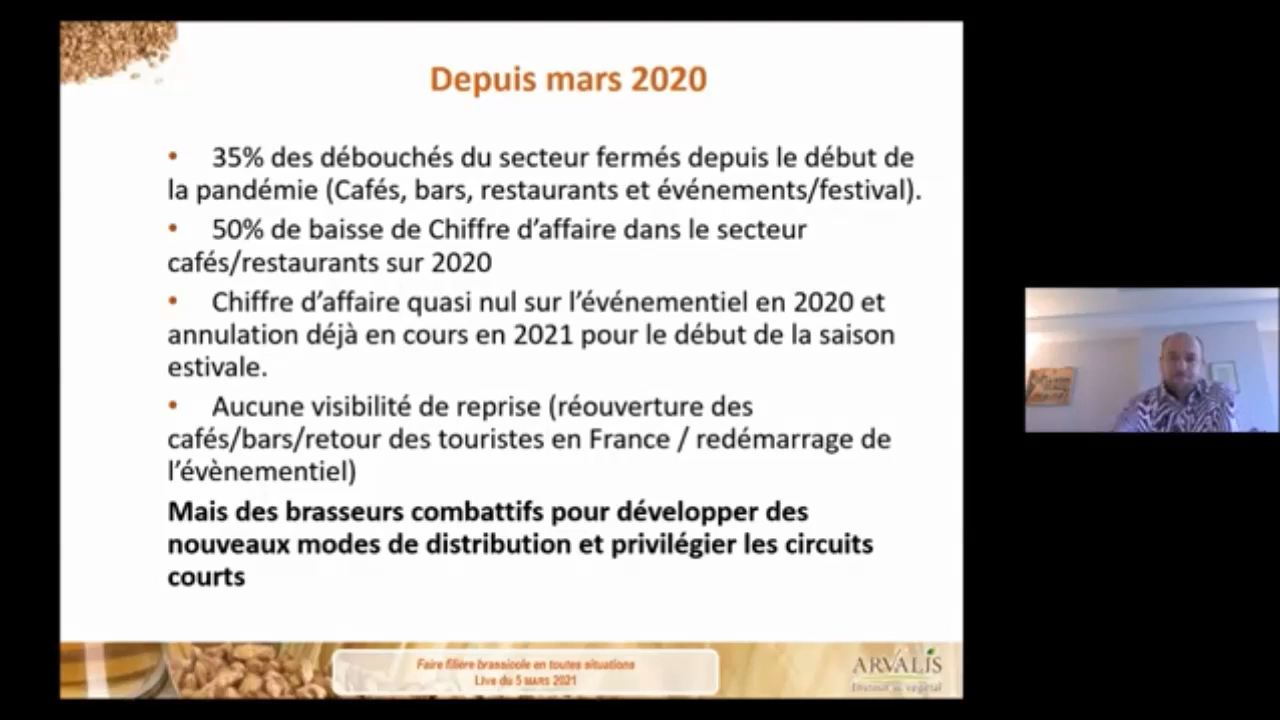 Depuis mars 2020
• 35% des débouchés du secteur fermés depuis le début de
la pandémie (Cafés, bars, restaurants et événements/festival).
• 50% de baisse de Chiffre d’affaire dans le secteur
cafés/restaurants sur 2020
• Chiffre d’affaire quasi nul sur l’événementiel en 2020 et
annulation déjà en cours en 2021 pour le début de la saison
estivale.
• Aucune visibilité de reprise (réouverture des
cafés/bars/retour des touristes en France / redémarrage de
l’évènementiel)
Mais des brasseurs combattifs pour développer des
nouveaux modes de distribution et privilégier les circuits
courts
Faire filière brassicole en toutes situations
Live du 5 MARS 2021
ARVALIS
Institut du végétal